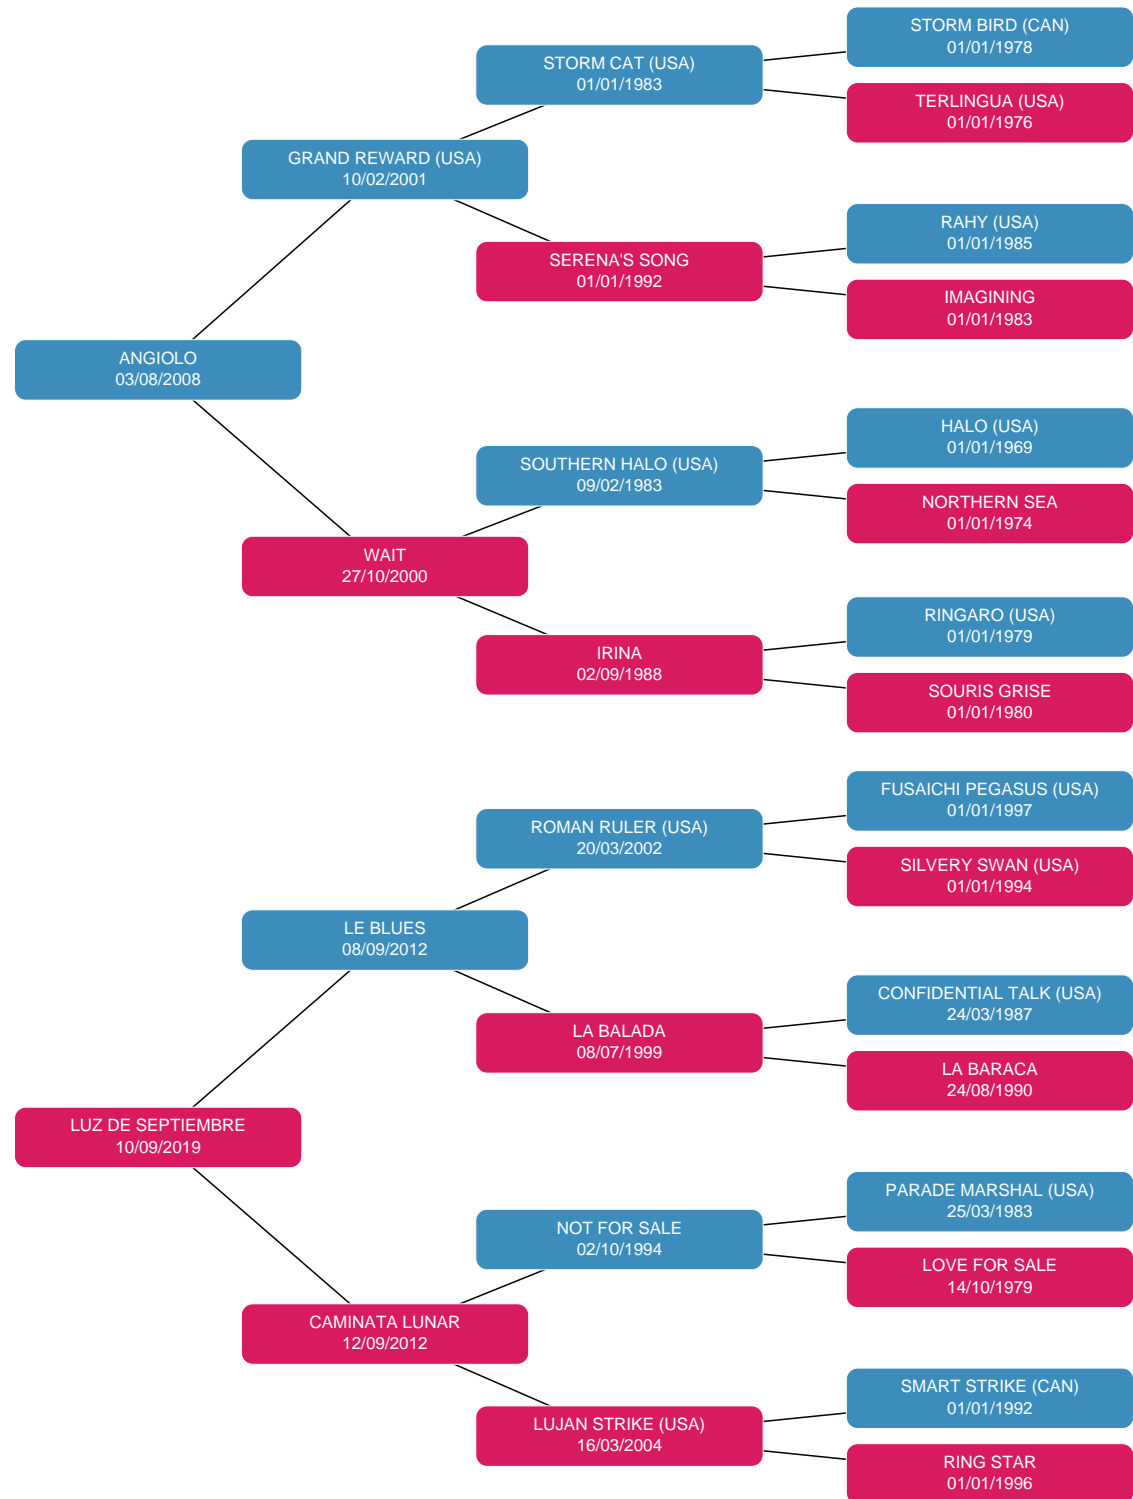 STORM BIRD (CAN)
01/01/1978
STORM CAT (USA)
01/01/1983
TERLINGUA (USA)
01/01/1976
GRAND REWARD (USA)
10/02/2001
RAHY (USA)
01/01/1985
SERENA'S SONG
01/01/1992
IMAGINING
01/01/1983
ANGIOLO
03/08/2008
HALO (USA)
01/01/1969
SOUTHERN HALO (USA)
09/02/1983
NORTHERN SEA
01/01/1974
WAIT
27/10/2000
RINGARO (USA)
01/01/1979
IRINA
02/09/1988
SOURIS GRISE
01/01/1980
FUSAICHI PEGASUS (USA)
01/01/1997
ROMAN RULER (USA)
20/03/2002
SILVERY SWAN (USA)
01/01/1994
LE BLUES
08/09/2012
CONFIDENTIAL TALK (USA)
24/03/1987
LA BALADA
08/07/1999
LA BARACA
24/08/1990
LUZ DE SEPTIEMBRE
10/09/2019
PARADE MARSHAL (USA)
25/03/1983
NOT FOR SALE
02/10/1994
LOVE FOR SALE
14/10/1979
CAMINATA LUNAR
12/09/2012
SMART STRIKE (CAN)
01/01/1992
LUJAN STRIKE (USA)
16/03/2004
RING STAR
01/01/1996